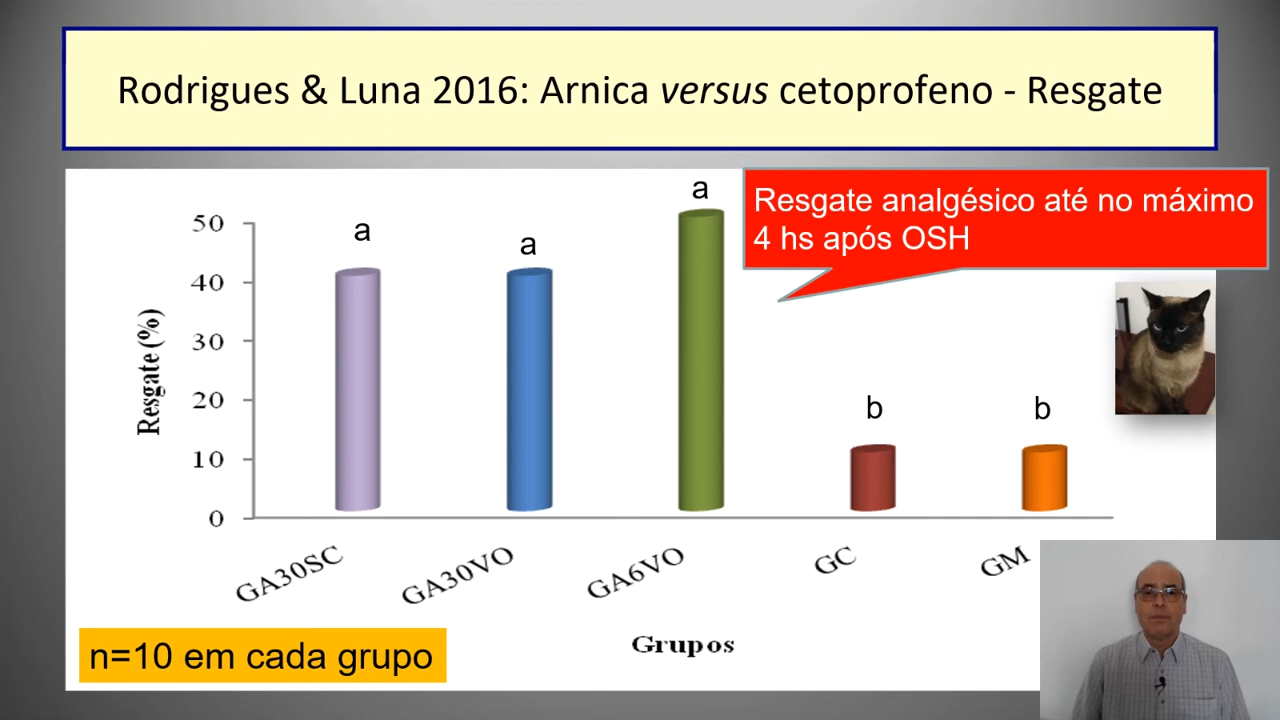 Rodrigues & Luna 2016: Arnica versus cetoprofeno - Resgate
Resgate analgésico até no máximo
4 hs após OSH
a
a
a
b
b
50
40
30
20
10
0
Resgate (%)
GA30SC
GA30VO
GA6VO
GC
GM
Grupos
n=10 em cada grupo